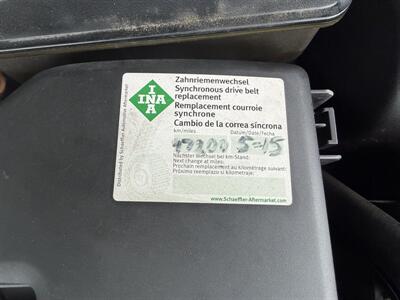 INA
INA
Zahnriemenwechsel
Synchronous drive belt
replacement
Remplacement courroie
synchrone
Cambio de la correa síncrona
km/miles
Datum/Date/Fecha
5-15
Nächster Wechsel bei km-Stand:
Next change at miles:
Prochain remplacement au kilométrage suivant:
Próximo reemplazo si kilometraje:
Distributed by Schaeffler Automotive Aftermarket
www.Schaeffler-Aftermarket.com